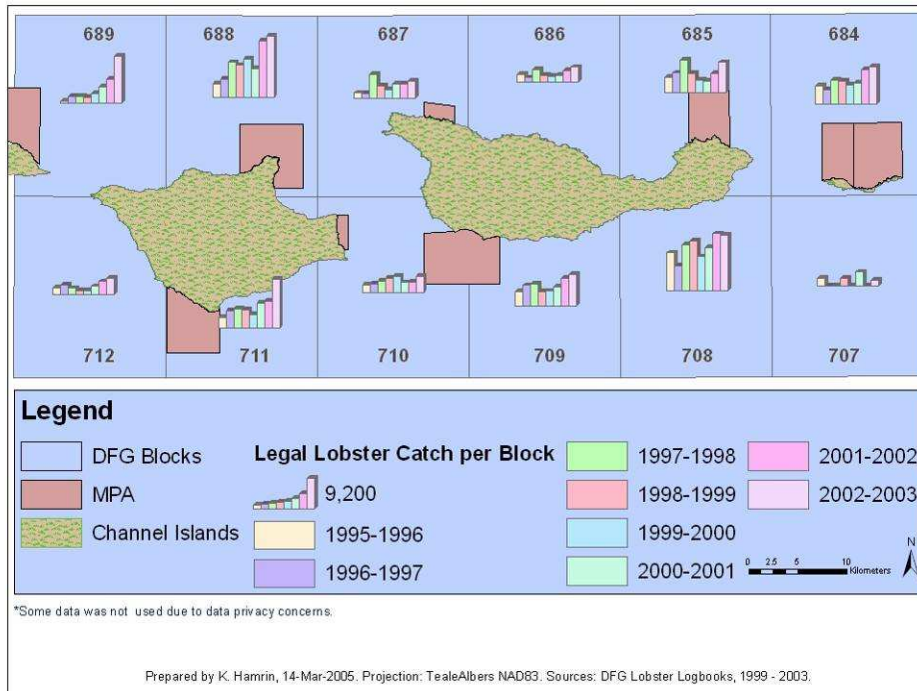 689 688 687 686 685 684
712 711 710 709 708 707
Legend
DFG Blocks
MPA
Channel Islands
Legal Lobster Catch per Block
9,200
1995-1996
1996-1997
1997-1998
1998-1999
1999-2000
2000-2001
2001-2002
2002-2003
0 2.5 5 10
Kilometers
N
*Some data was not used due to data privacy concerns.
Prepared by K. Hamrin, 14-Mar-2005. Projection: TealeAlbers NAD83. Sources: DFG Lobster Logbooks, 1999 - 2003.